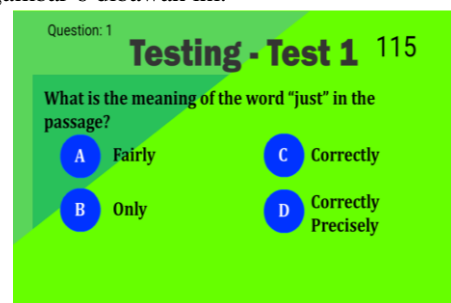 Question: 1
Testing - Test 1
115
What is the meaning of the word “just” in the
passage?
A Fairly
C Correctly
B Only
D Correctly
Precisely